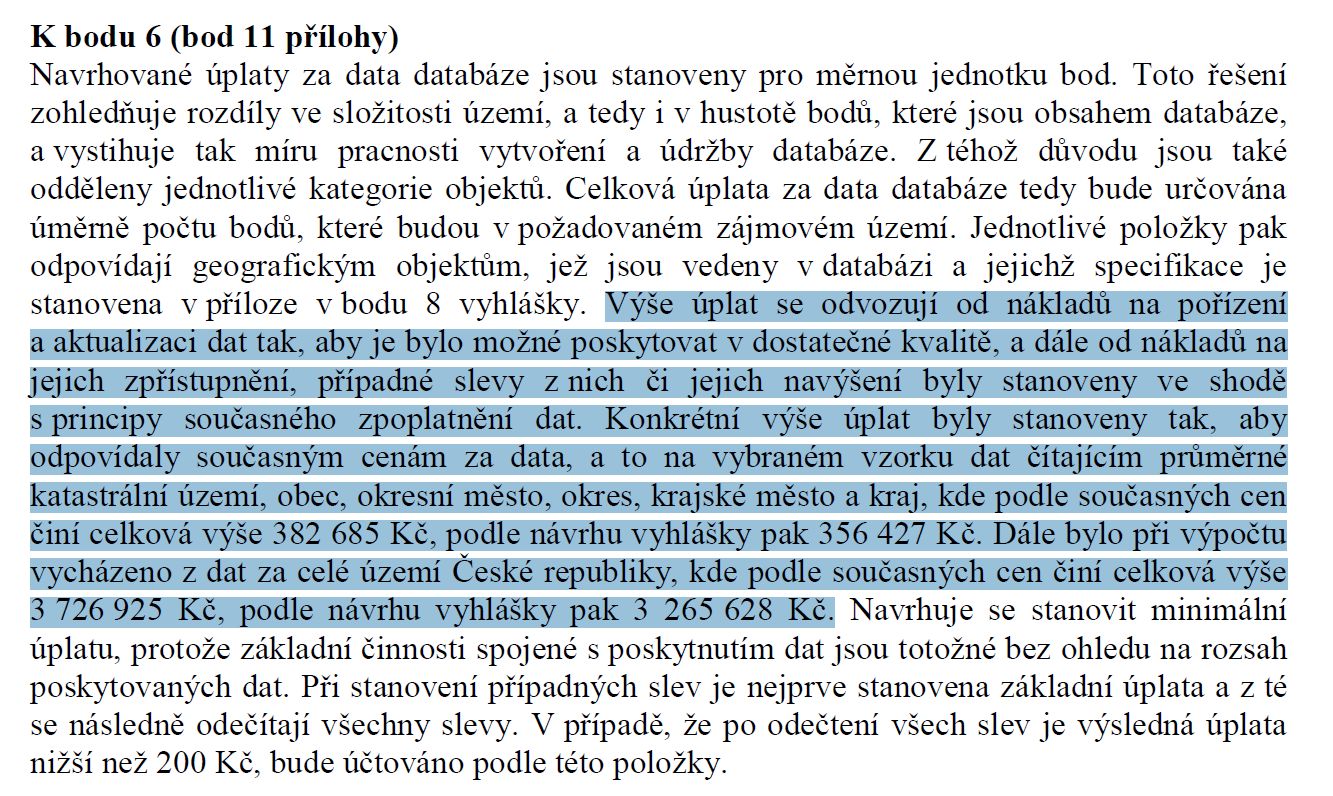 K bodu 6 (bod 11 přílohy)
Navrhované úplaty za data databáze jsou stanoveny pro měrnou jednotku bod. Toto řešení
zohledňuje rozdíly ve složitosti území, a tedy i v hustotě bodů, které jsou obsahem databáze,
a vystihuje tak míru pracnosti vytvoření a údržby databáze. Z téhož důvodu jsou také
odděleny jednotlivé kategorie objektů. Celková úplata za data databáze tedy bude určována
úměrně počtu bodů, které budou v požadovaném zájmovém území. Jednotlivé položky pak
odpovídají geografickým objektům, jež jsou vedeny v databázi a jejichž specifikace je
stanovena v příloze v bodu 8 vyhlášky. Výše úplat se odvozují od nákladů na pořízení
a aktualizaci dat tak, aby je bylo možné poskytovat v dostatečné kvalitě, a dále od nákladů na
jejich zpřístupnění, případné slevy z nich či jejich navýšení byly stanoveny ve shodě
s principy současného zpoplatnění dat. Konkrétní výše úplat byly stanoveny tak, aby
odpovídaly současným cenám za data, a to na vybraném vzorku dat čítajícím průměrné
katastrální území, obec, okresní město, okres, krajské město a kraj, kde podle současných cen
činí celková výše 382 685 Kč, podle návrhu vyhlášky pak 356 427 Kč. Dále bylo při výpočtu
vycházeno z dat za celé území České republiky, kde podle současných cen činí celková výše
3 726 925 Kč, podle návrhu vyhlášky pak 3 265 628 Kč. Navrhuje se stanovit minimální
úplatu, protože základní činnosti spojené s poskytnutím dat jsou totožné bez ohledu na rozsah
poskytovaných dat. Při stanovení případných slev je nejprve stanovena základní úplata a z té
se následně odečítají všechny slevy. V případě, že po odečtení všech slev je výsledná úplata
nižší než 200 Kč, bude účtováno podle této položky.